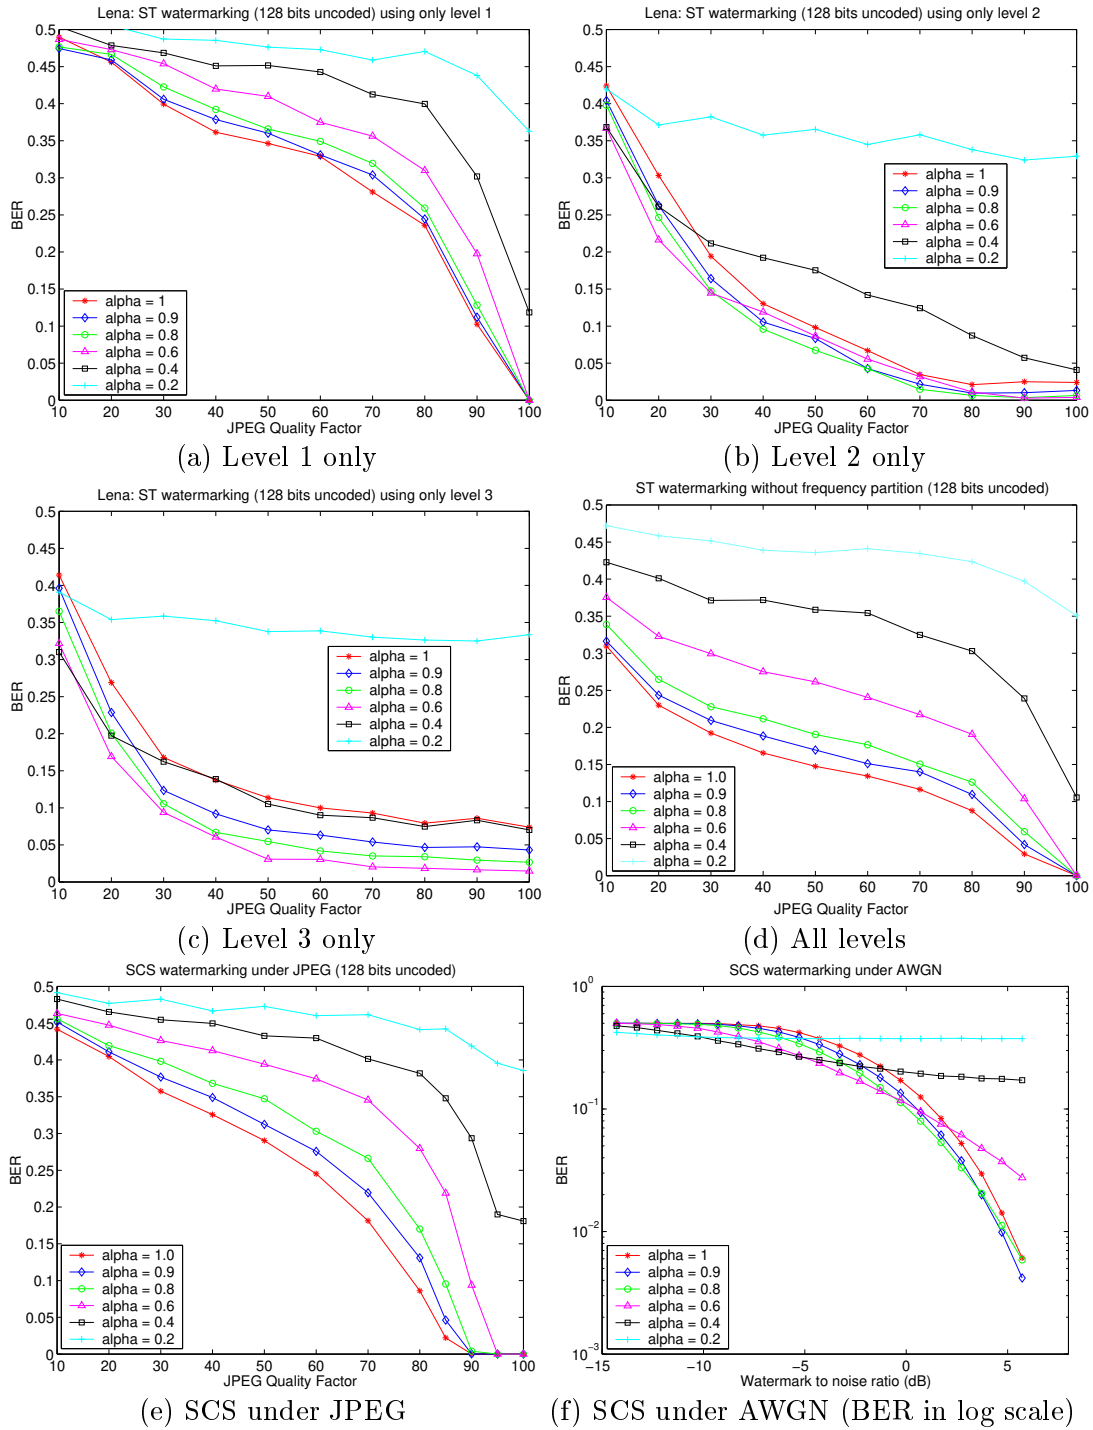 Lena: ST watermarking (128 bits uncoded) using only level 1
0.5
0.45
0.4
0.35
0.3
0.25
0.2
0.15
0.1
0.05
0
BER
alpha = 1
alpha = 0.9
alpha = 0.8
alpha = 0.6
alpha = 0.4
alpha = 0.2
10 20 30 40 50 60 70 80 90 100
JPEG Quality Factor
(a) Level 1 only
Lena: ST watermarking (128 bits uncoded) using only level 2
0.5
0.45
0.4
0.35
0.3
0.25
0.2
0.15
0.1
0.05
0
BER
alpha = 1
alpha = 0.9
alpha = 0.8
alpha = 0.6
alpha = 0.4
alpha = 0.2
10 20 30 40 50 60 70 80 90 100
JPEG Quality Factor
(b) Level 2 only
Lena: ST watermarking (128 bits uncoded) using only level 3
0.5
0.45
0.4
0.35
0.3
0.25
0.2
0.15
0.1
0.05
0
BER
alpha = 1
alpha = 0.9
alpha = 0.8
alpha = 0.6
alpha = 0.4
alpha = 0.2
10 20 30 40 50 60 70 80 90 100
JPEG Quality Factor
(c) Level 3 only
ST watermarking without frequency partition (128 bits uncoded)
0.5
0.45
0.4
0.35
0.3
0.25
0.2
0.15
0.1
0.05
0
BER
alpha = 1.0
alpha = 0.9
alpha = 0.8
alpha = 0.6
alpha = 0.4
alpha = 0.2
10 20 30 40 50 60 70 80 90 100
JPEG Quality Factor
(d) All levels
SCS watermarking under JPEG (128 bits uncoded)
0.5
0.45
0.4
0.35
0.3
0.25
0.2
0.15
0.1
0.05
0
BER
alpha = 1.0
alpha = 0.9
alpha = 0.8
alpha = 0.6
alpha = 0.4
alpha = 0.2
10 20 30 40 50 60 70 80 90 100
JPEG Quality Factor
(e) SCS under JPEG
SCS watermarking under AWGN
10^0
10^−1
10^−2
10^−3
BER
alpha = 1
alpha = 0.9
alpha = 0.8
alpha = 0.6
alpha = 0.4
alpha = 0.2
−15 −10 −5 0 5
Watermark to noise ratio (dB)
(f) SCS under AWGN (BER in log scale)